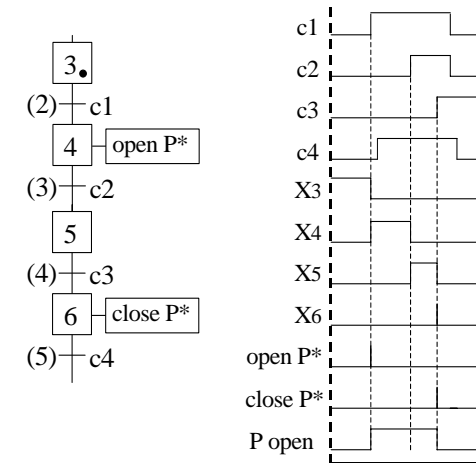 3
(2) c1
4 open P*
(3) c2
5
(4) c3
6 close P*
(5) c4
c1
c2
c3
c4
X3
X4
X5
X6
open P*
close P*
P open